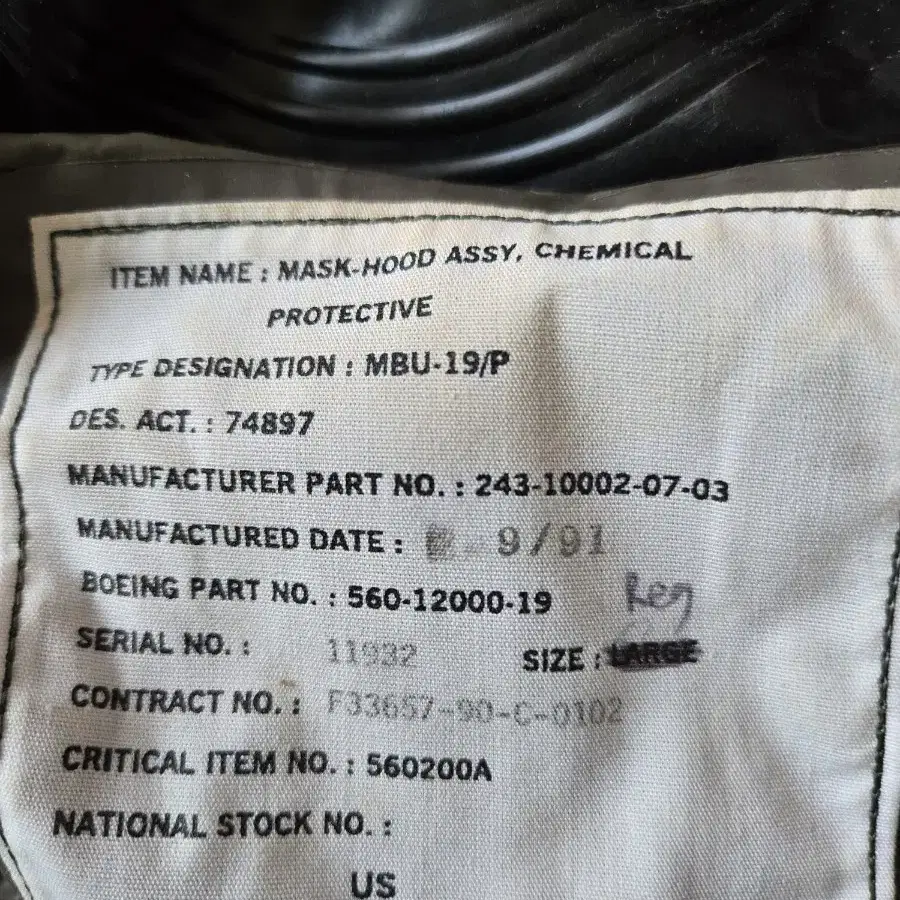 ITEM NAME : MASK-HOOD ASSY, CHEMICAL
PROTECTIVE
TYPE DESIGNATION : MBU-19/P
DES. ACT. : 74897
MANUFACTURER PART NO. : 243-10002-07-03
MANUFACTURED DATE : 9/91
BOEING PART NO. : 560-12000-19 Reg
SERIAL NO. : 11932 SIZE : LARGE
CONTRACT NO. : F33657-90-C-0102
CRITICAL ITEM NO. : 560200A
NATIONAL STOCK NO. :
US